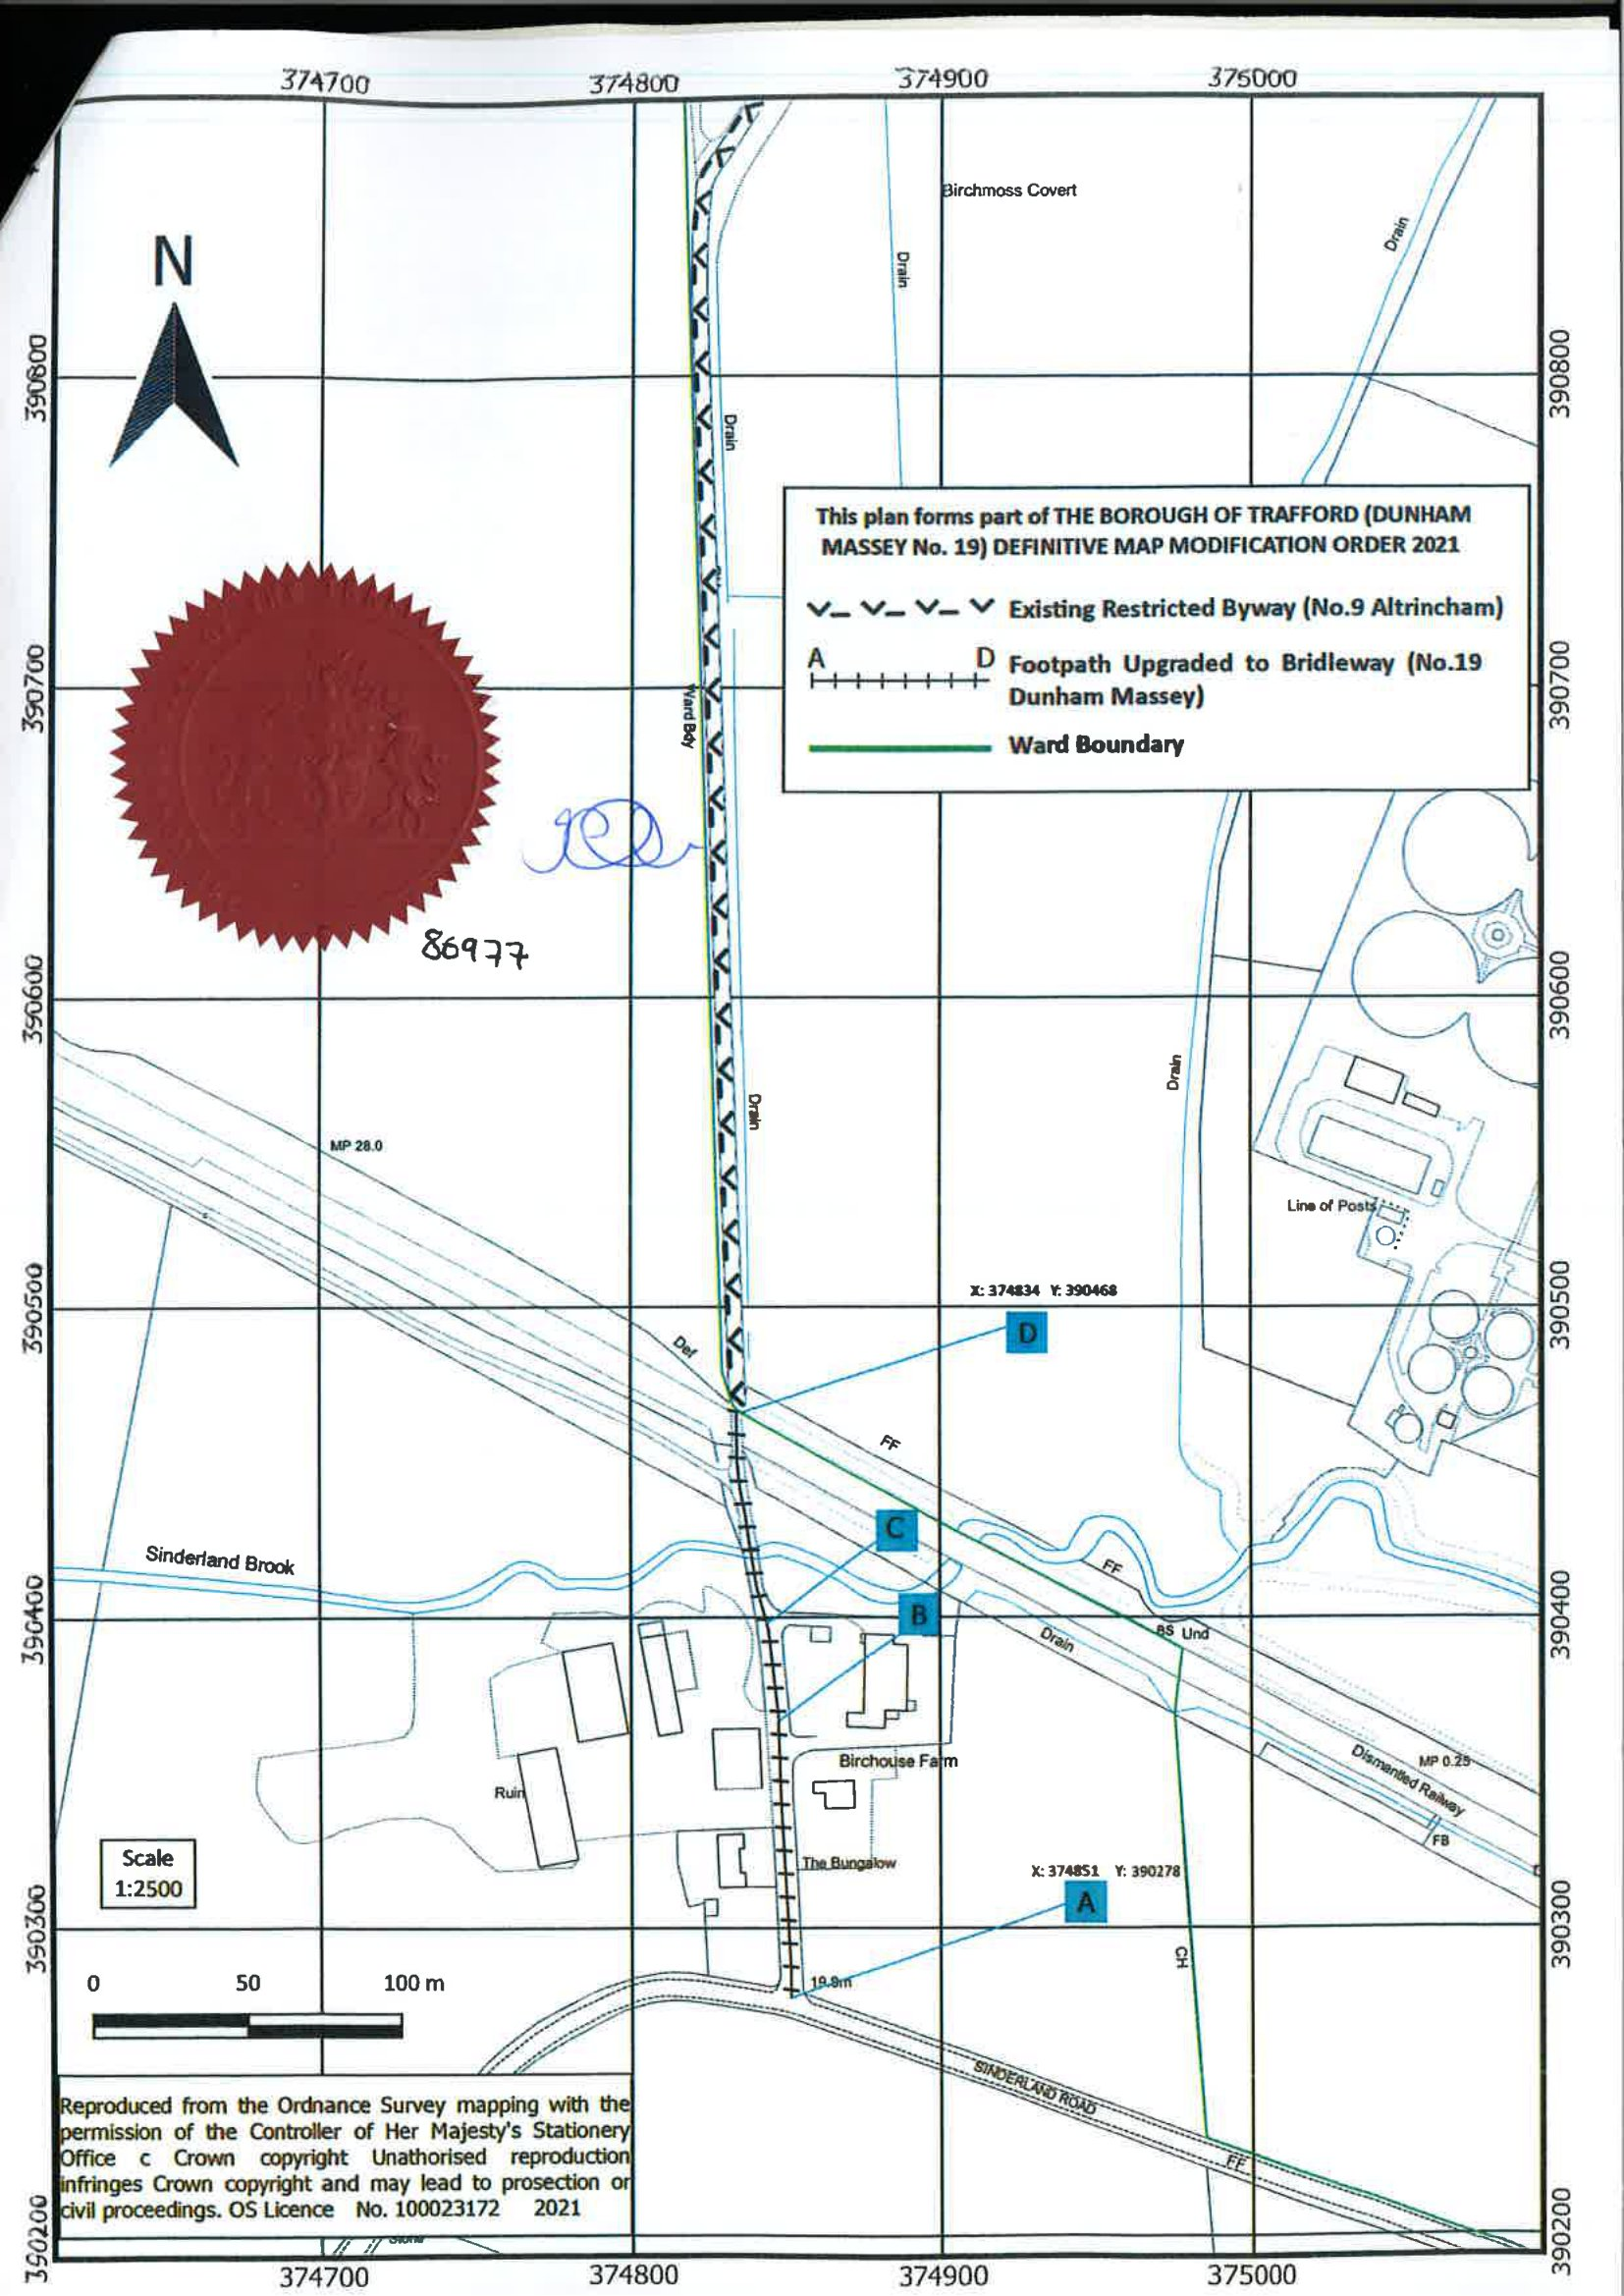 374700
374800
374900
375000
Birchmoss Covert
Drain
Drain
N
390800
390800
Drain
This plan forms part of THE BOROUGH OF TRAFFORD (DUNHAM
MASSEY No. 19) DEFINITIVE MAP MODIFICATION ORDER 2021
Existing Restricted Byway (No.9 Altrincham)
A D
Footpath Upgraded to Bridleway (No.19
Dunham Massey)
Ward Boundary
390700
390700
Ward Bdy
86977
390600
390600
Drain
Drain
MP 28.0
Line of Posts
390500
390500
X: 374834 Y: 390468
D
Def
FF
C
Sinderland Brook
FF
390400
390400
B
BS Und
Drain
Birchouse Farm
Dismantled Railway
MP 0.25
Ruin
FB
Scale
1:2500
The Bungalow
X: 374851 Y: 390278
A
390300
390300
CH
0 50 100 m
19.8m
SINDERLAND ROAD
FF
Reproduced from the Ordnance Survey mapping with the
permission of the Controller of Her Majesty's Stationery
Office c Crown copyright Unathorised reproduction
infringes Crown copyright and may lead to prosection or
civil proceedings. OS Licence No. 100023172 2021
390200
390200
374700
374800
374900
375000